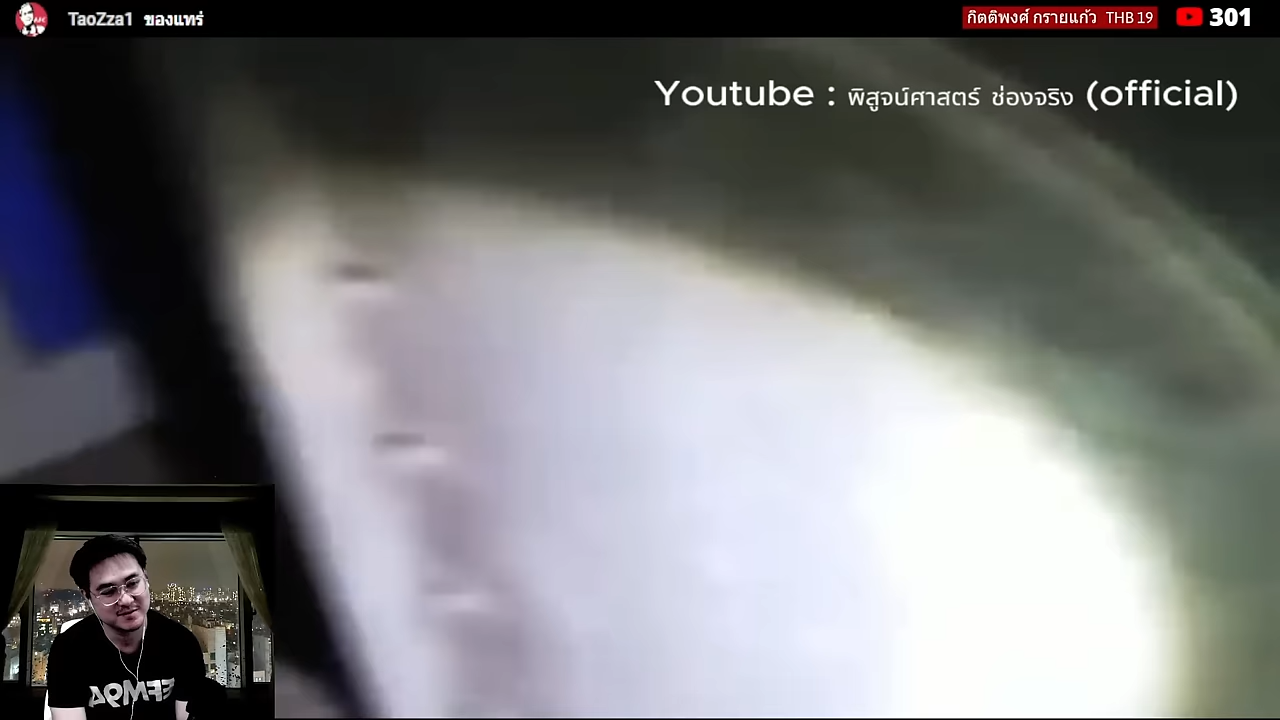 TaoZza1 ของแทร่
กิตติพงศ์ กรายแก้ว THB 19
301
Youtube : พิสูจน์ศาสตร์ ช่องจริง (official)